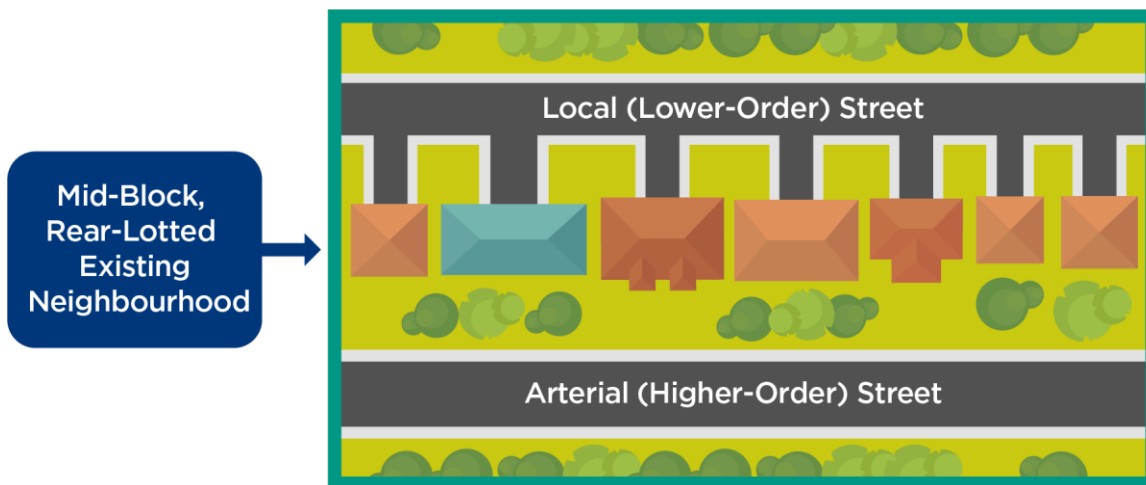 Mid-Block,
Rear-Lotted
Existing
Neighbourhood
Local (Lower-Order) Street
Arterial (Higher-Order) Street